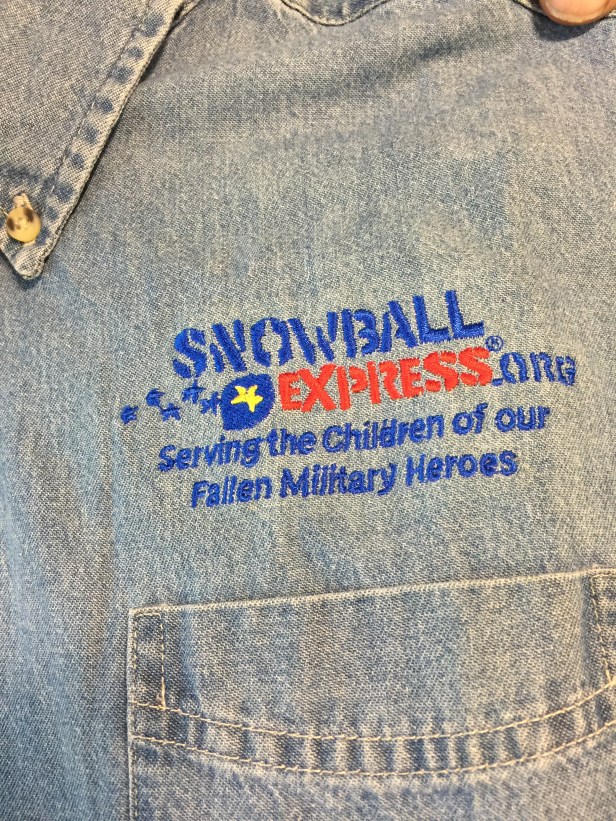 SNOWBALL
EXPRESS®.ORG
Serving the Children of our
Fallen Military Heroes